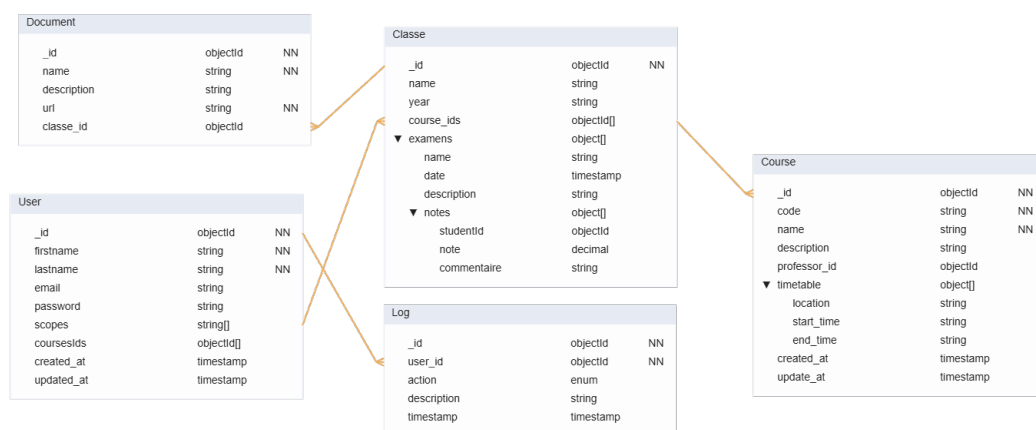 Document
_id objectId NN
name string NN
description string
url string NN
classe_id objectId
Classe
_id objectId NN
name string
year string
course_ids objectId[]
▼ examens object[]
name string
date timestamp
description string
▼ notes object[]
studentId objectId
note decimal
commentaire string
Course
_id objectId NN
code string NN
name string NN
description string
professor_id objectId
▼ timetable object[]
location string
start_time string
end_time string
created_at timestamp
update_at timestamp
User
_id objectId NN
firstname string NN
lastname string NN
email string
password string
scopes string[]
coursesIds objectId[]
created_at timestamp
updated_at timestamp
Log
_id objectId NN
user_id objectId NN
action enum
description string
timestamp timestamp